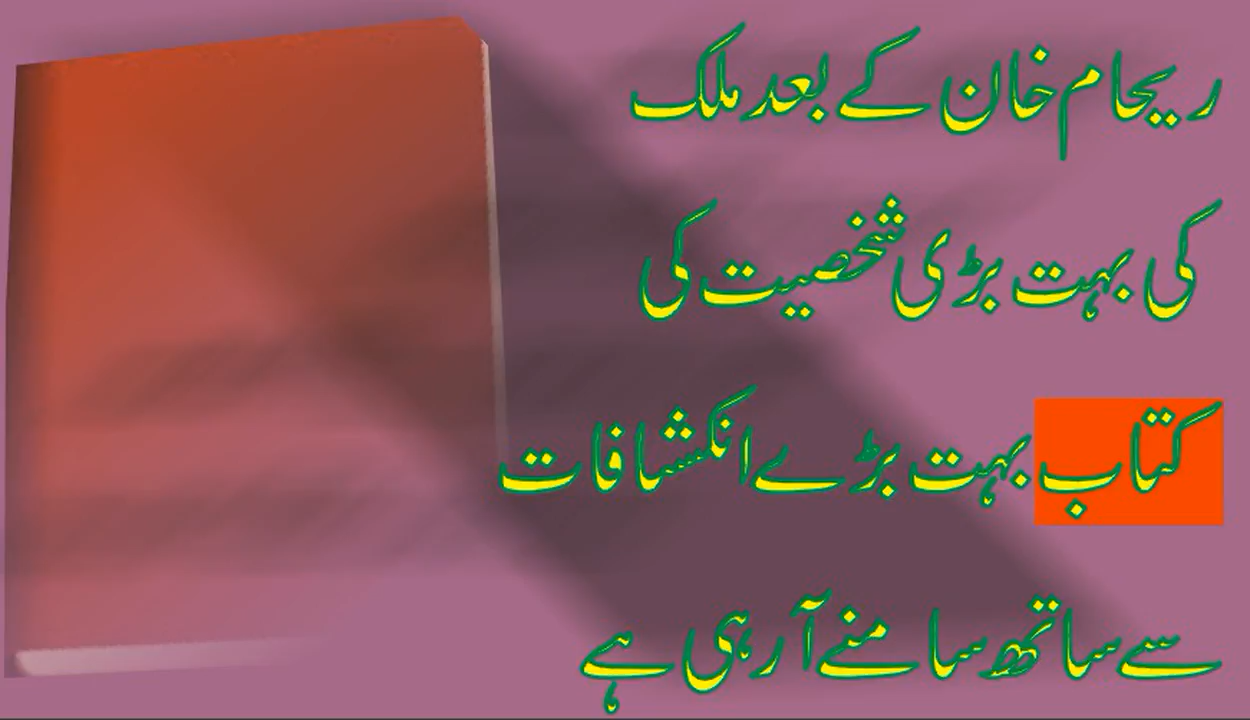 ریحام خان کے بعد ملک
کی بہت بڑی شخصیت کی
کتاب بہت بڑے انکشافات
سے ساتھ سامنے آ رہی ہے